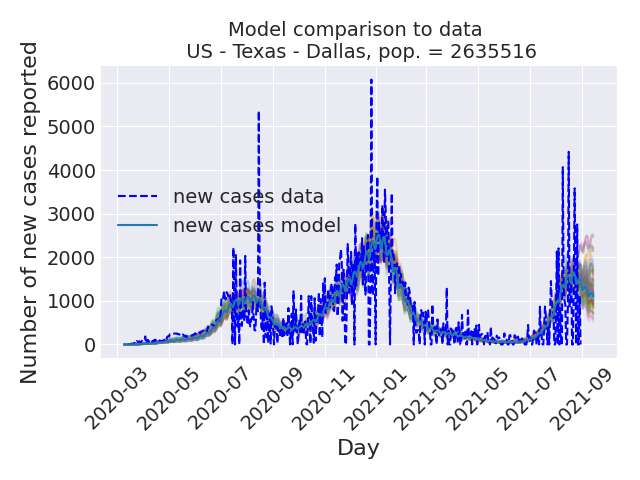 Model comparison to data
US - Texas - Dallas, pop. = 2635516
Number of new cases reported
6000
5000
4000
3000
2000
1000
0
new cases data
new cases model
2020-03
2020-05
2020-07
2020-09
2020-11
2021-01
2021-03
2021-05
2021-07
2021-09
Day